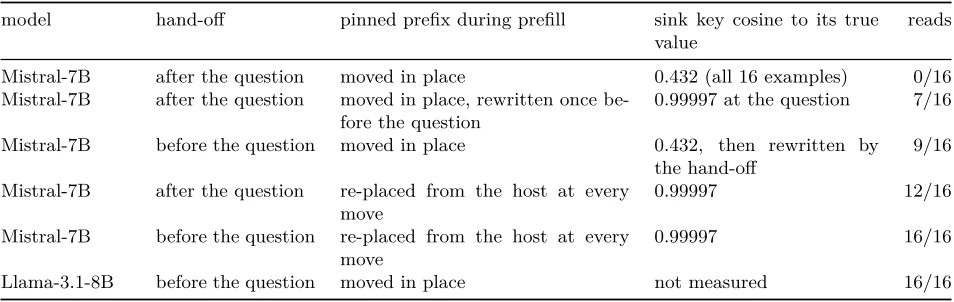 model hand-off pinned prefix during prefill sink key cosine to its true reads
value
Mistral-7B after the question moved in place 0.432 (all 16 examples) 0/16
Mistral-7B after the question moved in place, rewritten once be- 0.99997 at the question 7/16
fore the question
Mistral-7B before the question moved in place 0.432, then rewritten by 9/16
the hand-off
Mistral-7B after the question re-placed from the host at every 0.99997 12/16
move
Mistral-7B before the question re-placed from the host at every 0.99997 16/16
move
Llama-3.1-8B before the question moved in place not measured 16/16